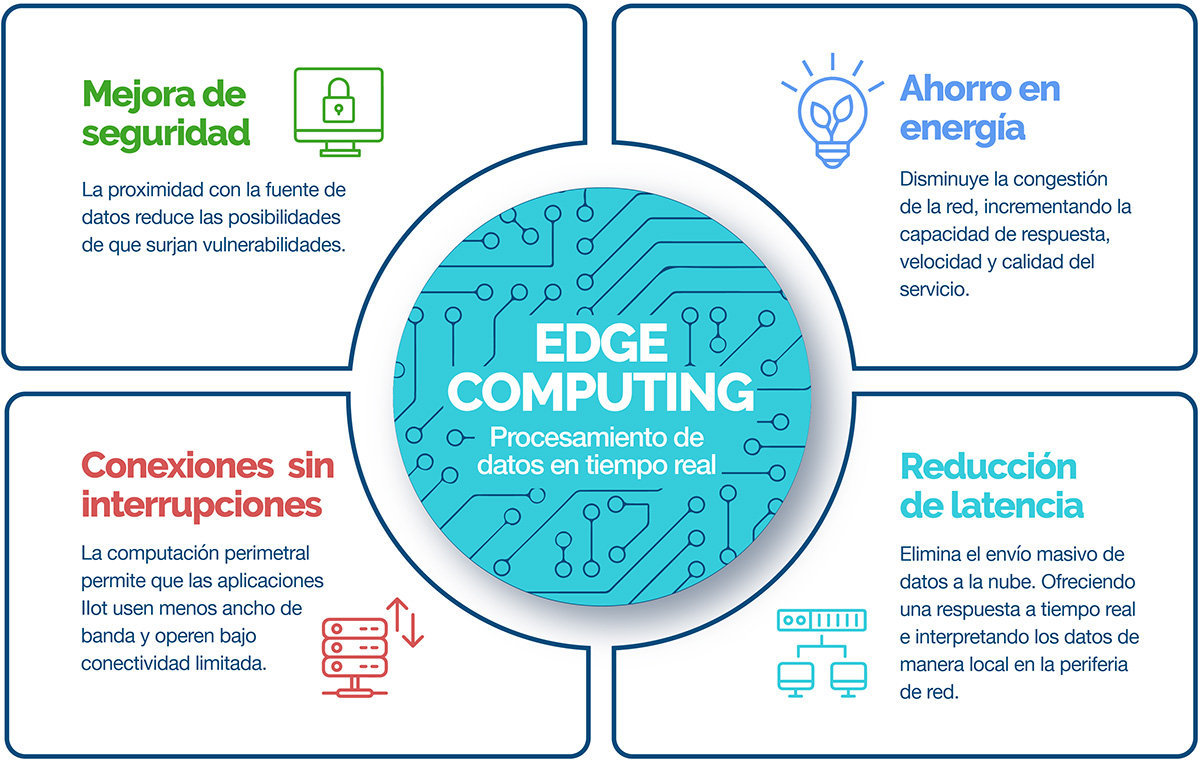 Mejora de
seguridad
La proximidad con la fuente de
datos reduce las posibilidades
de que surjan vulnerabilidades.
Ahorro en
energía
Disminuye la congestión
de la red, incrementando la
capacidad de respuesta,
velocidad y calidad del
servicio.
EDGE
COMPUTING
Procesamiento de
datos en tiempo real
Conexiones sin
interrupciones
La computación perimetral
permite que las aplicaciones
IIot usen menos ancho de
banda y operen bajo
conectividad limitada.
Reducción
de latencia
Elimina el envío masivo de
datos a la nube. Ofreciendo
una respuesta a tiempo real
e interpretando los datos de
manera local en la periferia
de red.